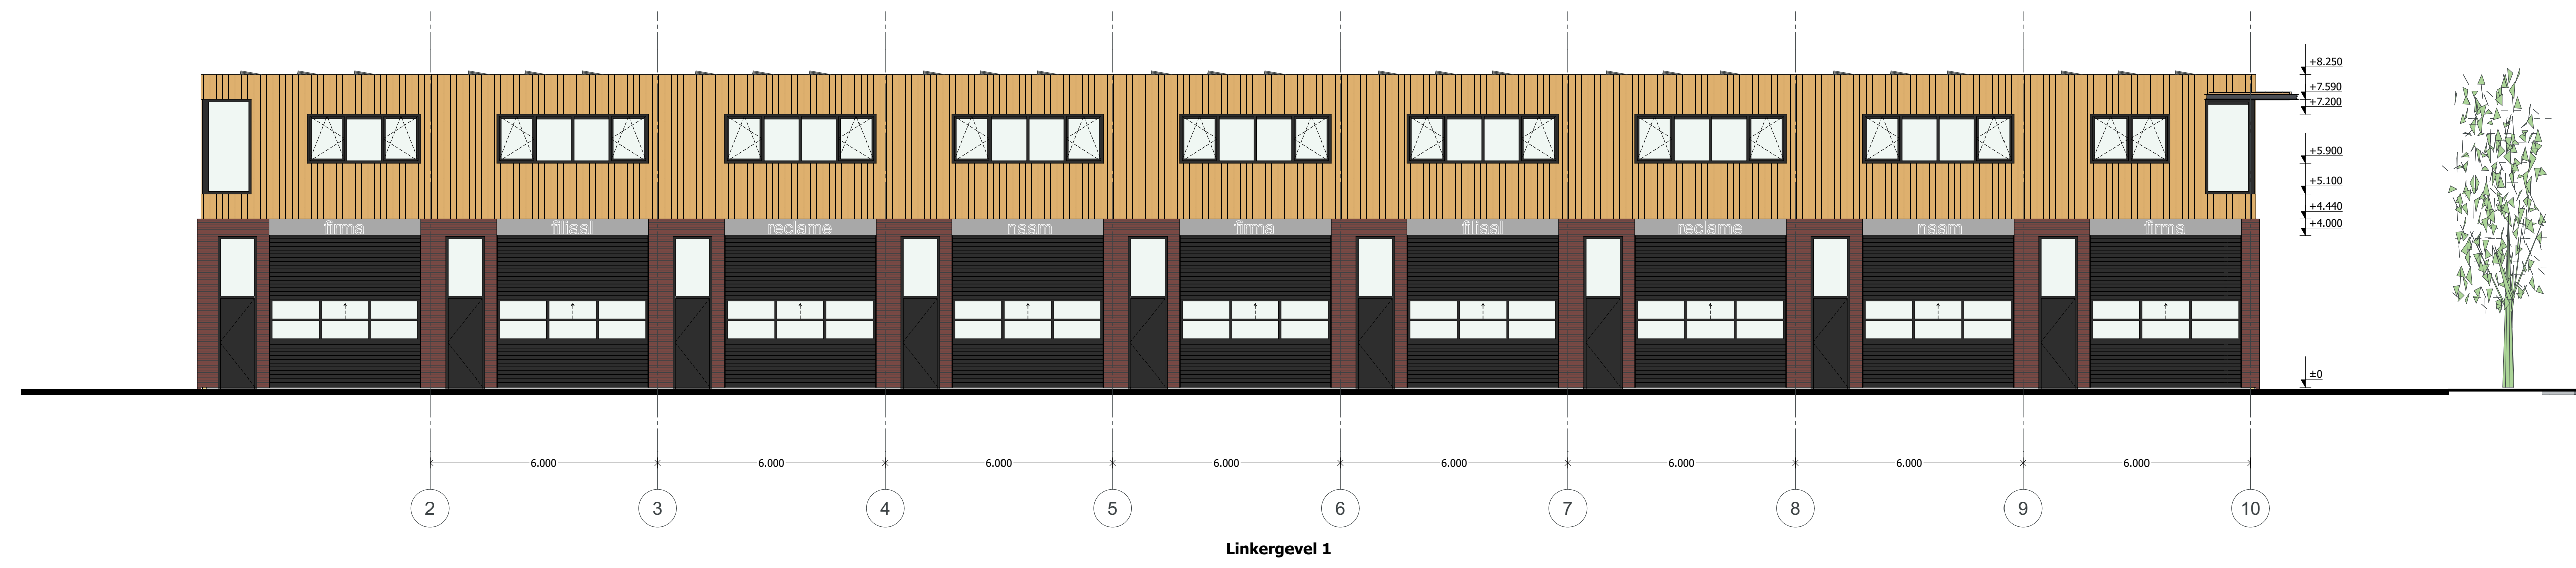 +8.250
+7.590
+7.200
+5.900
+5.100
+4.440
+4.000
firma filiaal reclame naam firma filiaal reclame naam firma
±0
6.000 6.000 6.000 6.000 6.000 6.000 6.000 6.000
2 3 4 5 6 7 8 9 10
Linkergevel 1